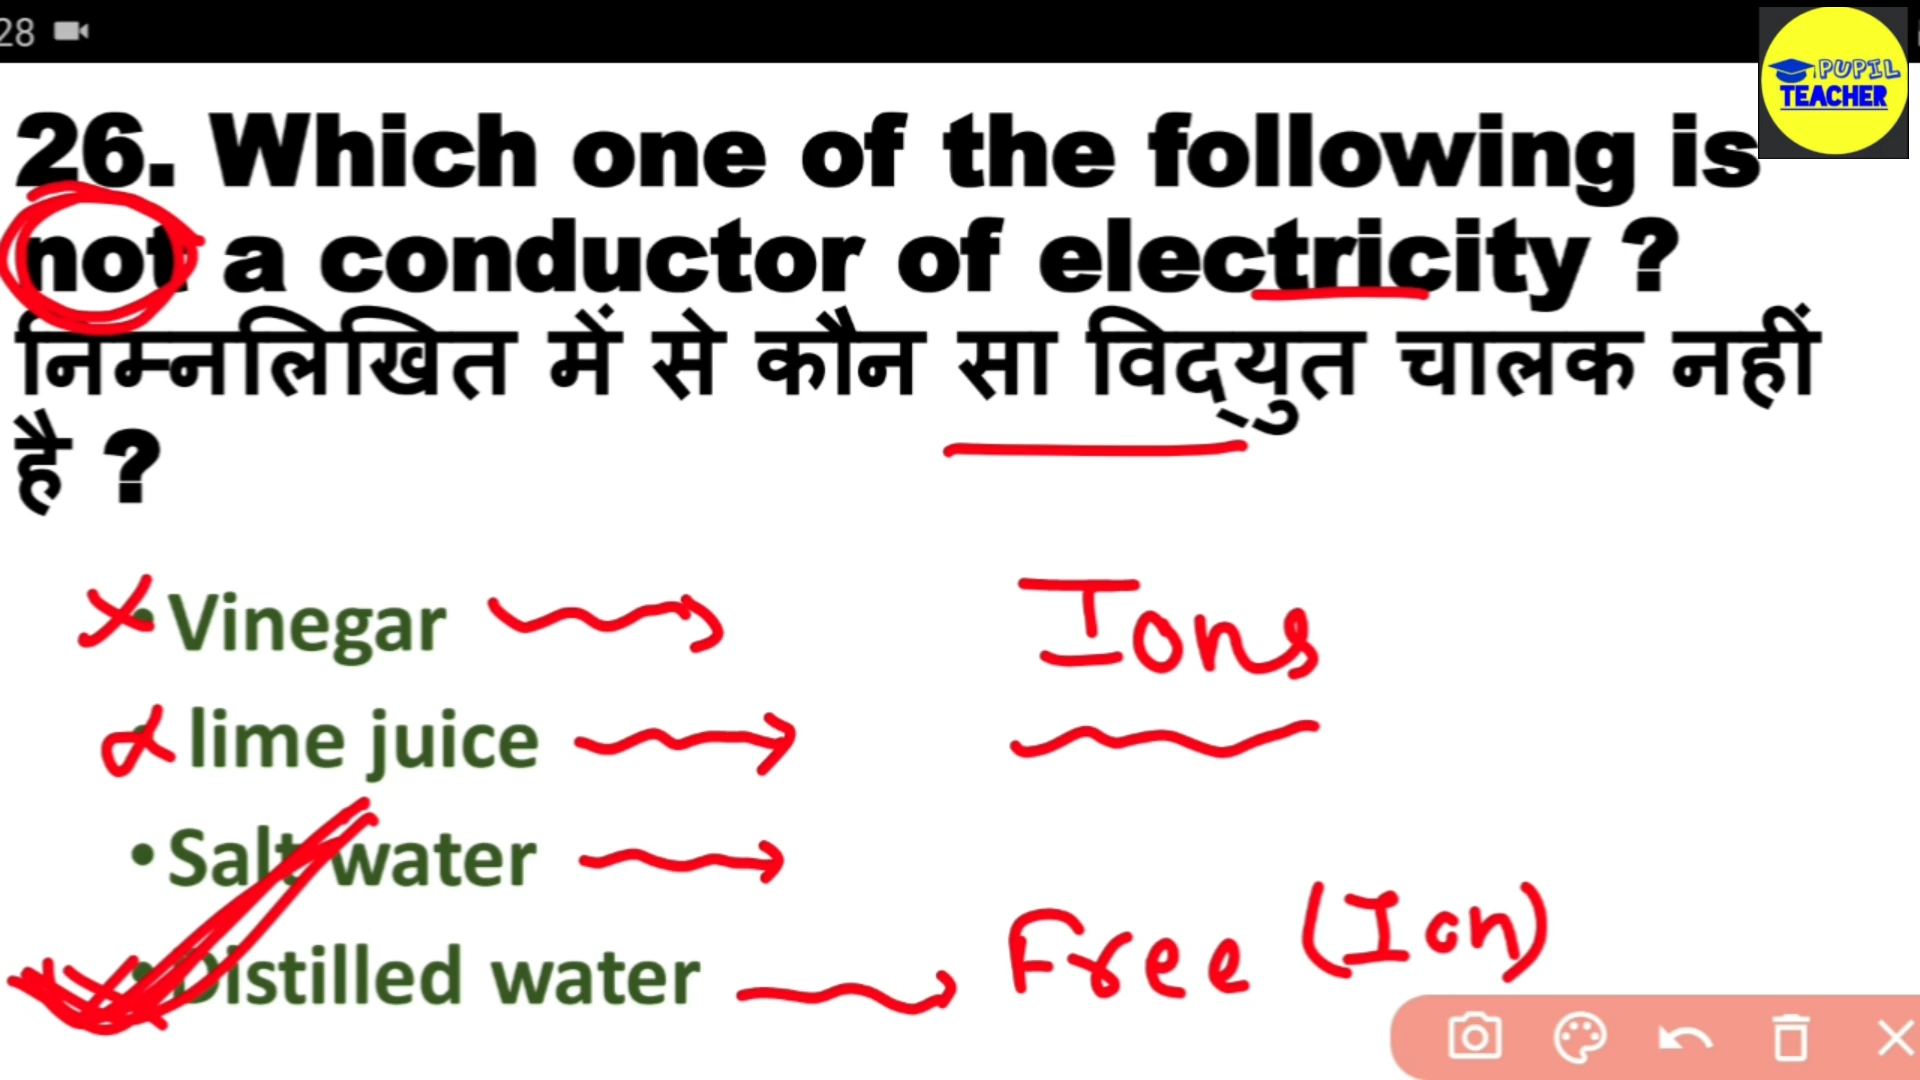 28
PUPIL
TEACHER
26. Which one of the following is
not a conductor of electricity ?
निम्नलिखित में से कौन सा विद्युत चालक नहीं
है ?
• Vinegar
Ions
• lime juice
• Salt water
• Distilled water
Free (Ion)